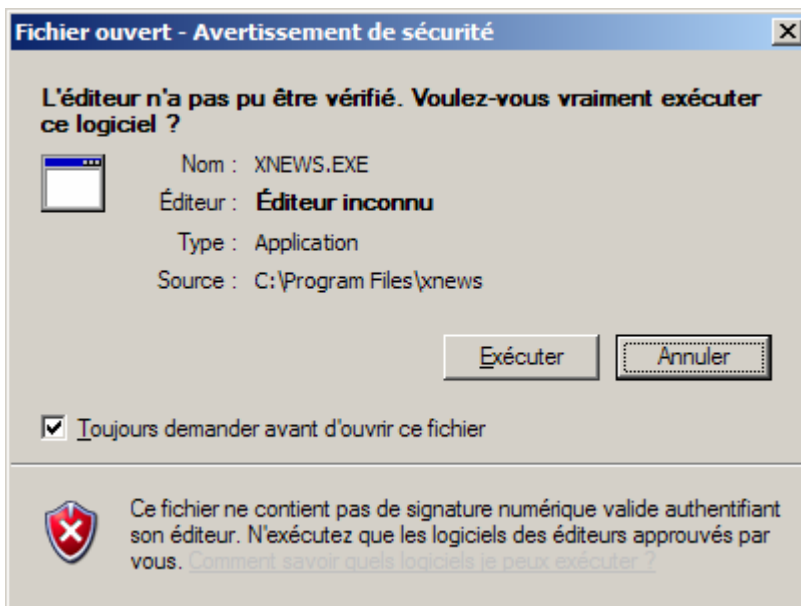 Fichier ouvert - Avertissement de sécurité
L'éditeur n'a pas pu être vérifié. Voulez-vous vraiment exécuter
ce logiciel ?
Nom : XNEWS.EXE
Éditeur : Éditeur inconnu
Type : Application
Source : C:\Program Files\xnews
Exécuter Annuler
Toujours demander avant d'ouvrir ce fichier
Ce fichier ne contient pas de signature numérique valide authentifiant
son éditeur. N'exécutez que les logiciels des éditeurs approuvés par
vous. Comment savoir quels logiciels je peux exécuter ?